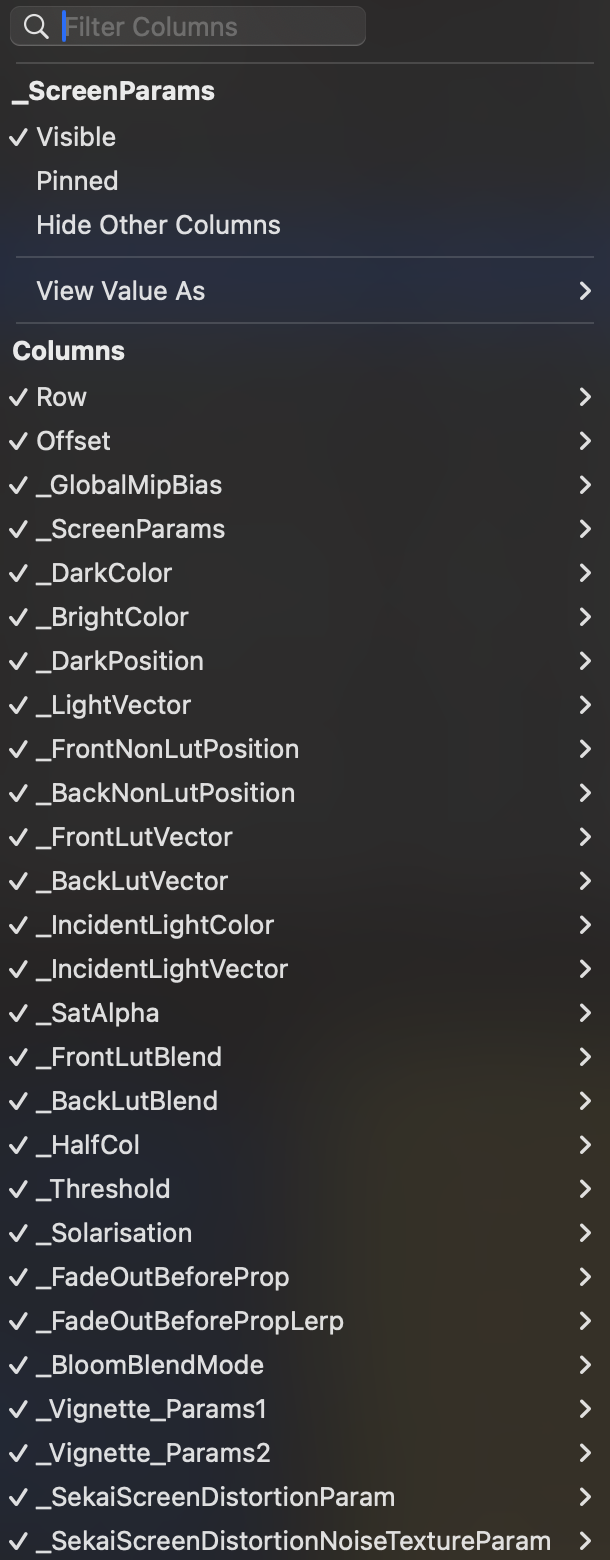 Filter Columns
_ScreenParams
Visible
Pinned
Hide Other Columns
View Value As
Columns
Row
Offset
_GlobalMipBias
_ScreenParams
_DarkColor
_BrightColor
_DarkPosition
_LightVector
_FrontNonLutPosition
_BackNonLutPosition
_FrontLutVector
_BackLutVector
_IncidentLightColor
_IncidentLightVector
_SatAlpha
_FrontLutBlend
_BackLutBlend
_HalfCol
_Threshold
_Solarisation
_FadeOutBeforeProp
_FadeOutBeforePropLerp
_BloomBlendMode
_Vignette_Params1
_Vignette_Params2
_SekaiScreenDistortionParam
_SekaiScreenDistortionNoiseTextureParam